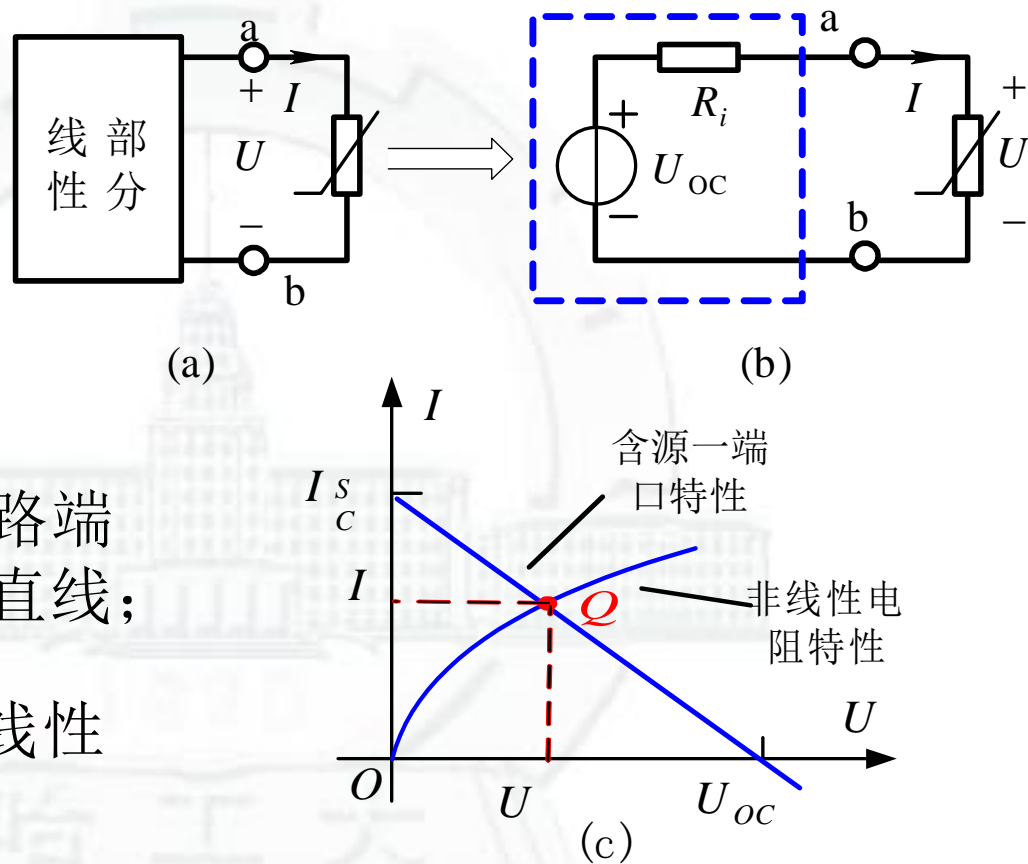 a
I
+
U
−
b
线 部
性 分
(a)
a
I
R_i
+
U_OC
−
b
+
U
−
(b)
路端
直线；
线性
I
I_SC
I
含源一端
口特性
Q
非线性电
阻特性
U
O
U
U_OC
(c)